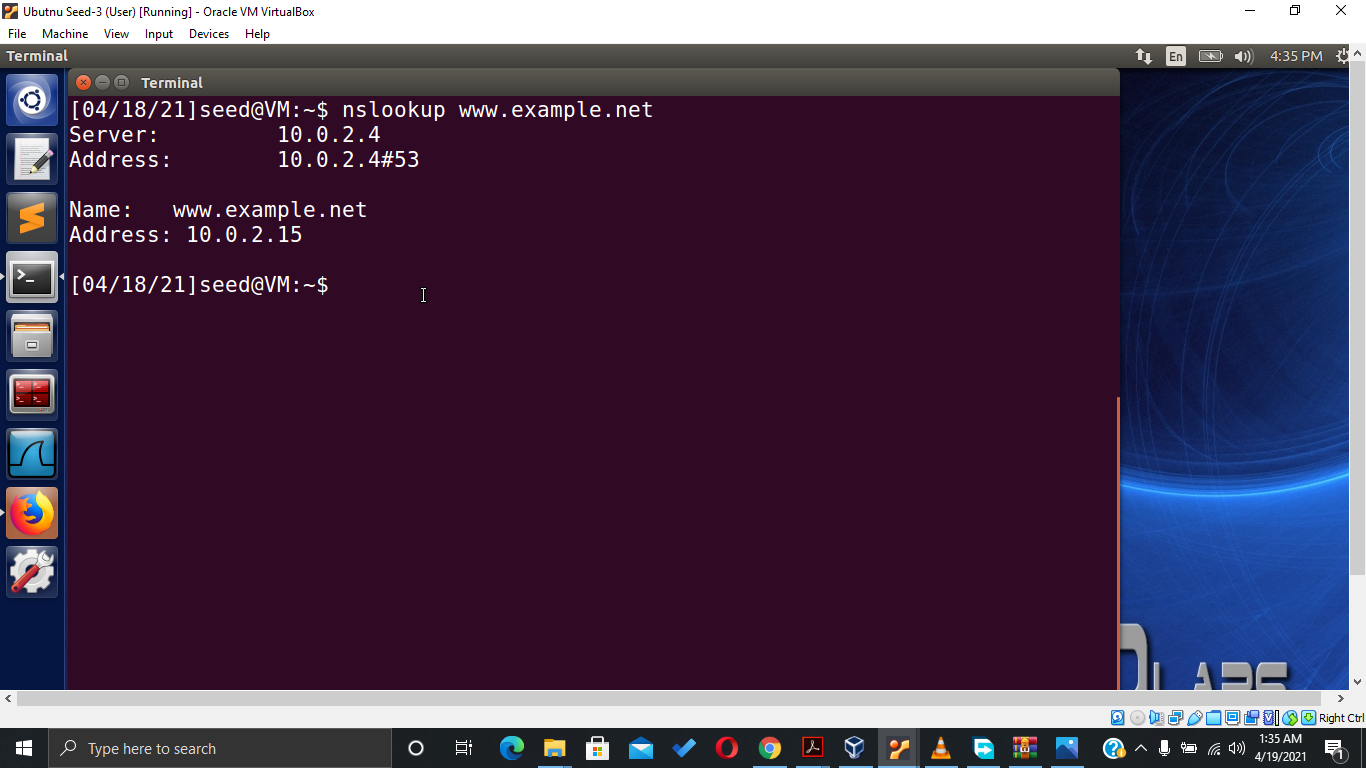 Ubutnu Seed-3 (User) [Running] - Oracle VM VirtualBox
File Machine View Input Devices Help
Terminal En 4:35 PM
Terminal
[04/18/21]seed@VM:~$ nslookup www.example.net
Server: 10.0.2.4
Address: 10.0.2.4#53
Name: www.example.net
Address: 10.0.2.15
[04/18/21]seed@VM:~$
Right Ctrl
Type here to search
1:35 AM
4/19/2021
1